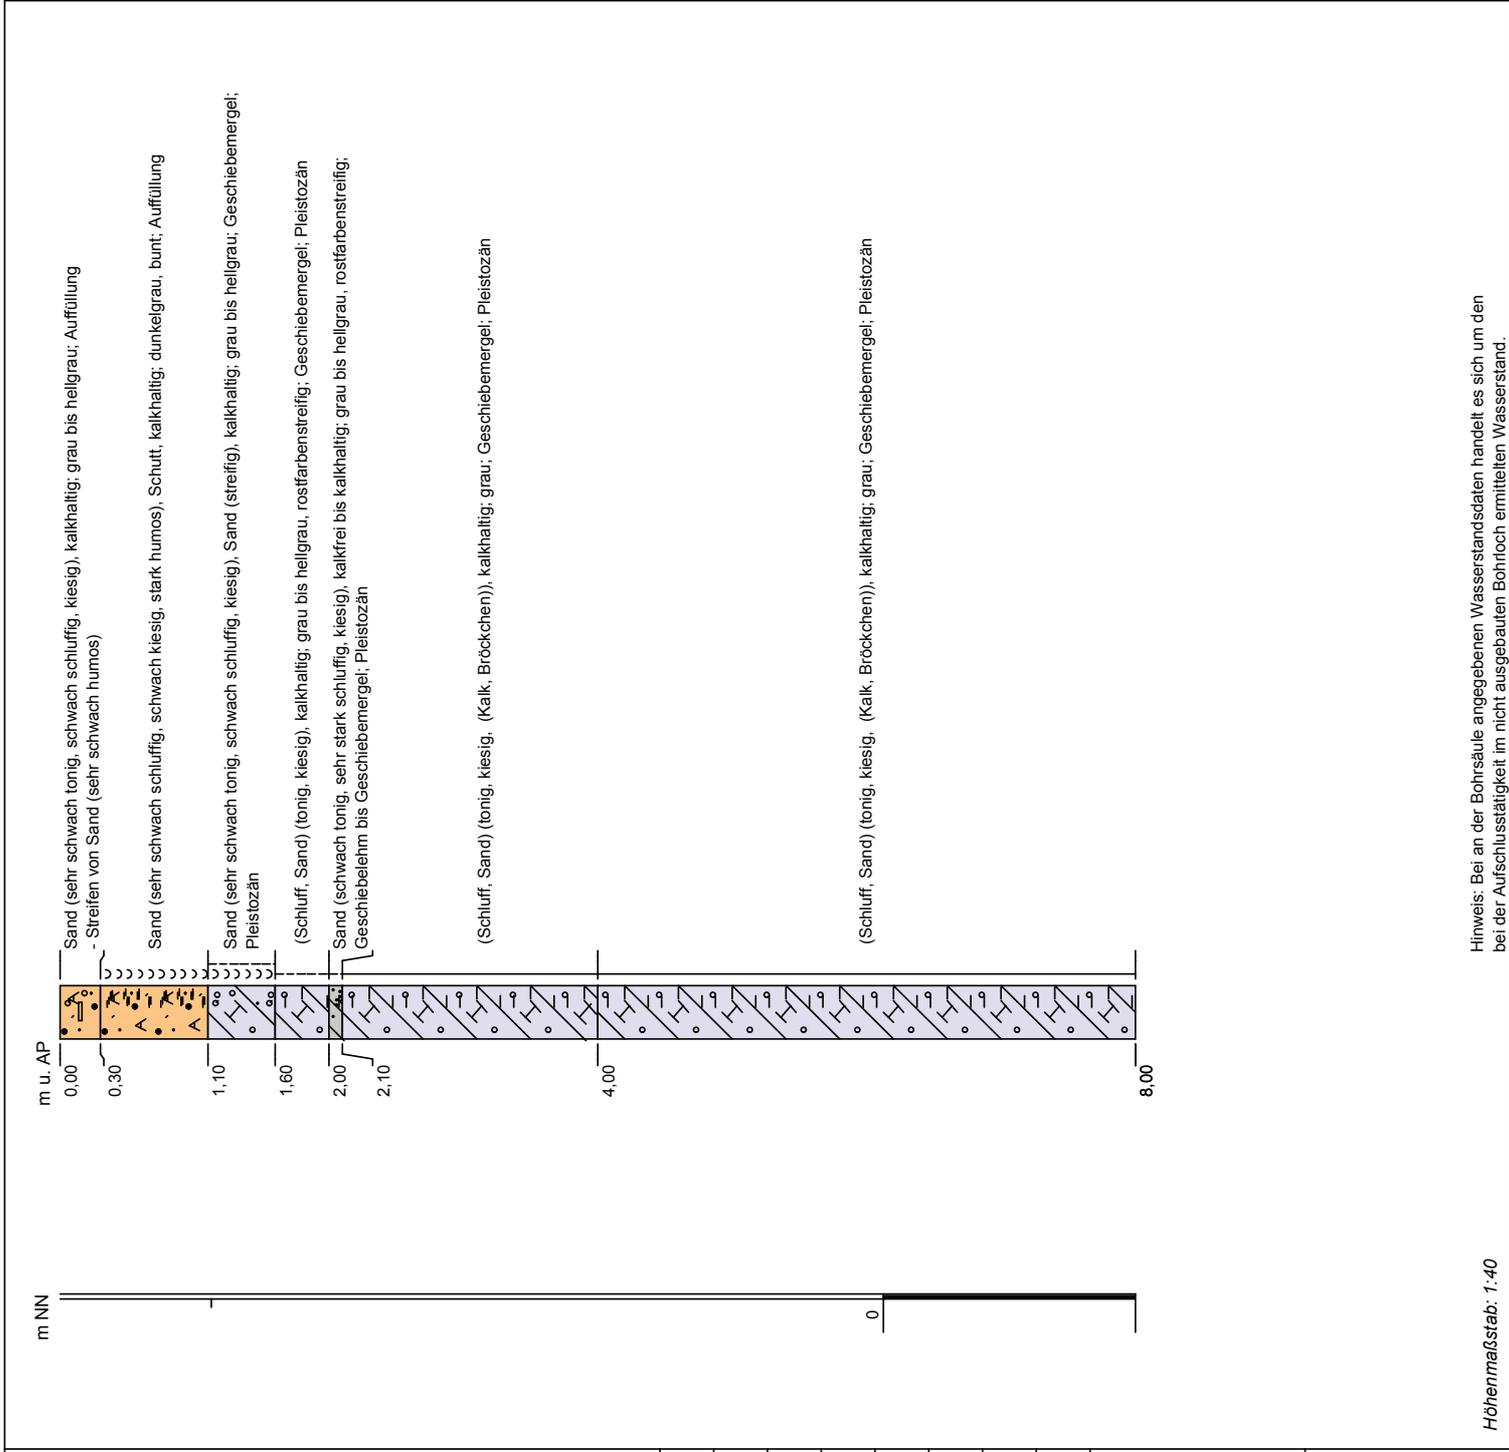 m NN
0
m u. AP
0,00
0,30
1,10
1,60
2,00
2,10
4,00
8,00
Sand (sehr schwach tonig, schwach schluffig, kiesig), kalkhaltig; grau bis hellgrau; Auffüllung
- Streifen von Sand (sehr schwach humos)
Sand (sehr schwach schluffig, schwach kiesig, stark humos), Schutt, kalkhaltig; dunkelgrau, bunt; Auffüllung
Sand (sehr schwach tonig, schwach schluffig, kiesig), Sand (streifig), kalkhaltig; grau bis hellgrau; Geschiebemergel;
Pleistozän
(Schluff, Sand) (tonig, kiesig), kalkhaltig; grau bis hellgrau, rostfarbenstreifig; Geschiebemergel; Pleistozän
Sand (schwach tonig, sehr stark schluffig, kiesig), kalkfrei bis kalkhaltig; grau bis hellgrau, rostfarbenstreifig;
Geschiebelehm bis Geschiebemergel; Pleistozän
(Schluff, Sand) (tonig, kiesig,  (Kalk, Bröckchen)), kalkhaltig; grau; Geschiebemergel; Pleistozän
(Schluff, Sand) (tonig, kiesig,  (Kalk, Bröckchen)), kalkhaltig; grau; Geschiebemergel; Pleistozän
Höhenmaßstab: 1:40
Hinweis: Bei an der Bohrsäule angegebenen Wasserstandsdaten handelt es sich um den
bei der Aufschlusstätigkeit im nicht ausgebauten Bohrloch ermittelten Wasserstand.